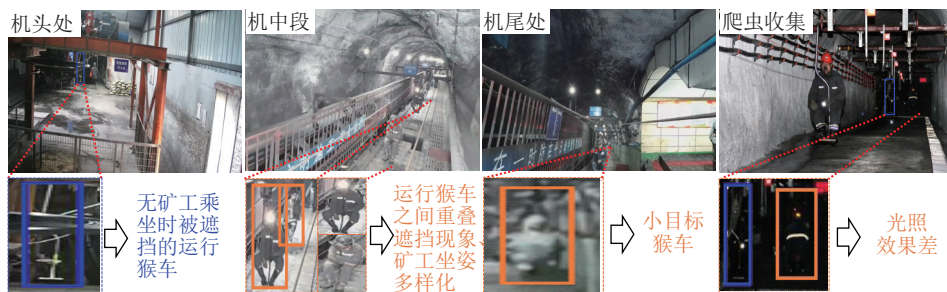 机头处
机中段
机尾处
爬虫收集
无矿工乘
坐时被遮
挡的运行
猴车
运行猴车
之间重叠
遮挡现象、
矿工坐姿
多样化
小目标
猴车
光照
效果差